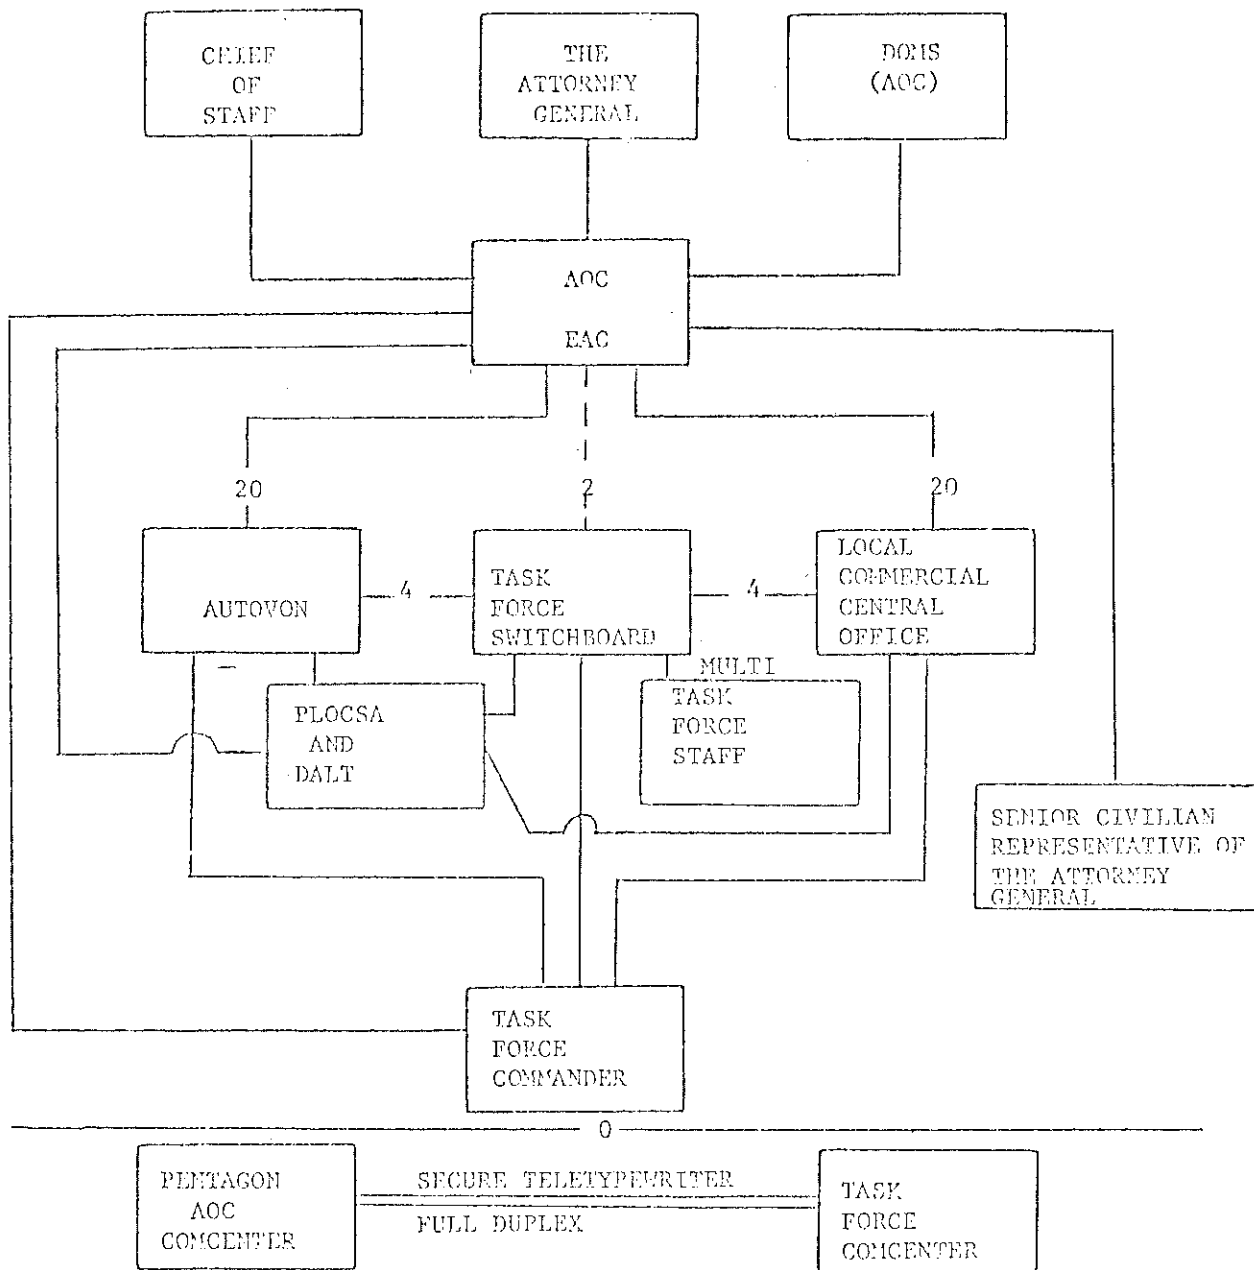 CHIEF
OF
STAFF
THE
ATTORNEY
GENERAL
DOMS
(AOC)
AOC
EAC
20
2
20
AUTOVON
4
TASK
FORCE
SWITCHBOARD
4
LOCAL
COMMERCIAL
CENTRAL
OFFICE
PLOCSA
AND
DALT
MULTI
TASK
FORCE
STAFF
SENIOR CIVILIAN
REPRESENTATIVE OF
THE ATTORNEY
GENERAL
TASK
FORCE
COMMANDER
0
PENTAGON
AOC
COMCENTER
SECURE TELETYPEWRITER
FULL DUPLEX
TASK
FORCE
COMCENTER